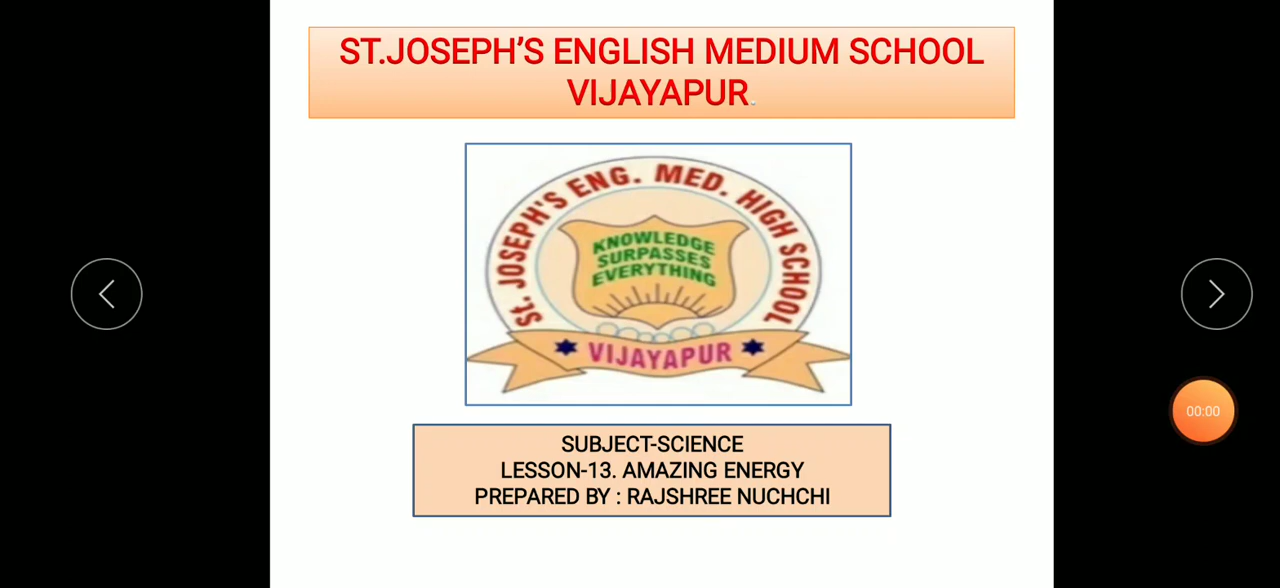 ST.JOSEPH'S ENGLISH MEDIUM SCHOOL
VIJAYAPUR.
St. JOSEPH'S ENG. MED. HIGH SCHOOL
KNOWLEDGE
SURPASSES
EVERYTHING
VIJAYAPUR
00:00
SUBJECT-SCIENCE
LESSON-13. AMAZING ENERGY
PREPARED BY : RAJSHREE NUCHCHI